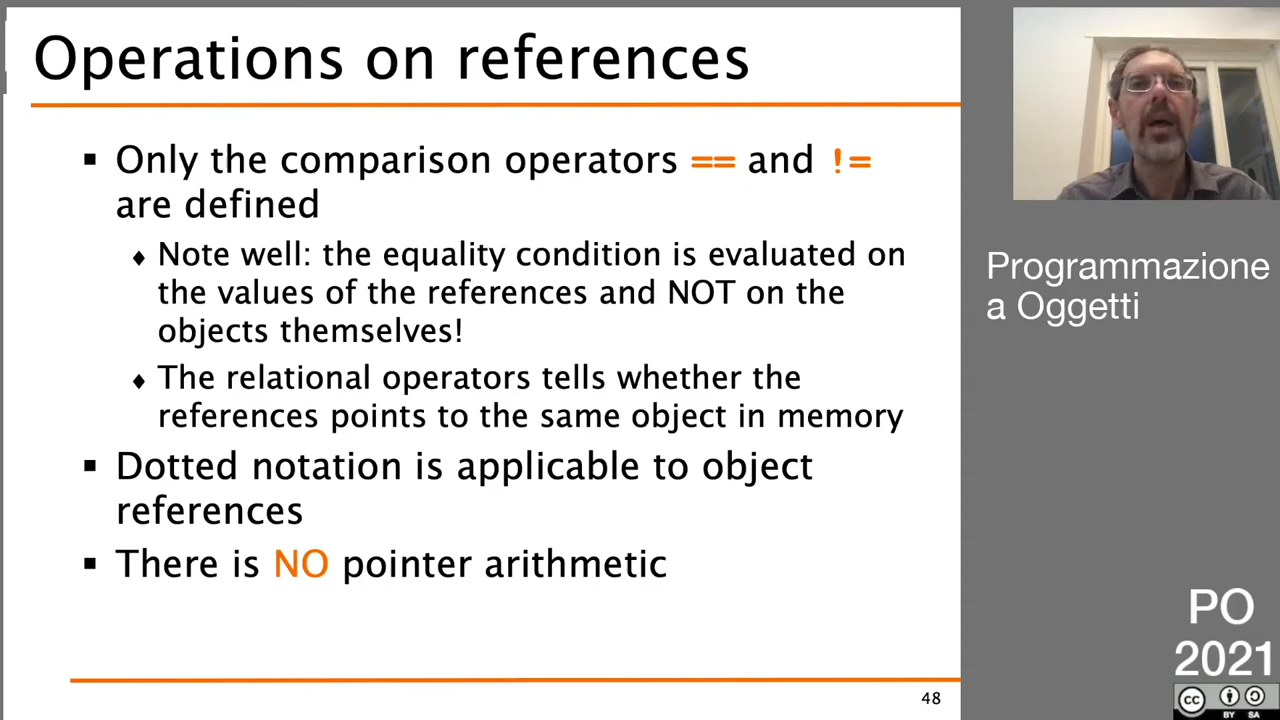 Operations on references
▪ Only the comparison operators == and !=
are defined
♦ Note well: the equality condition is evaluated on
the values of the references and NOT on the
objects themselves!
♦ The relational operators tells whether the
references points to the same object in memory
▪ Dotted notation is applicable to object
references
▪ There is NO pointer arithmetic
48
Programmazione
a Oggetti
PO
2021
CC BY SA